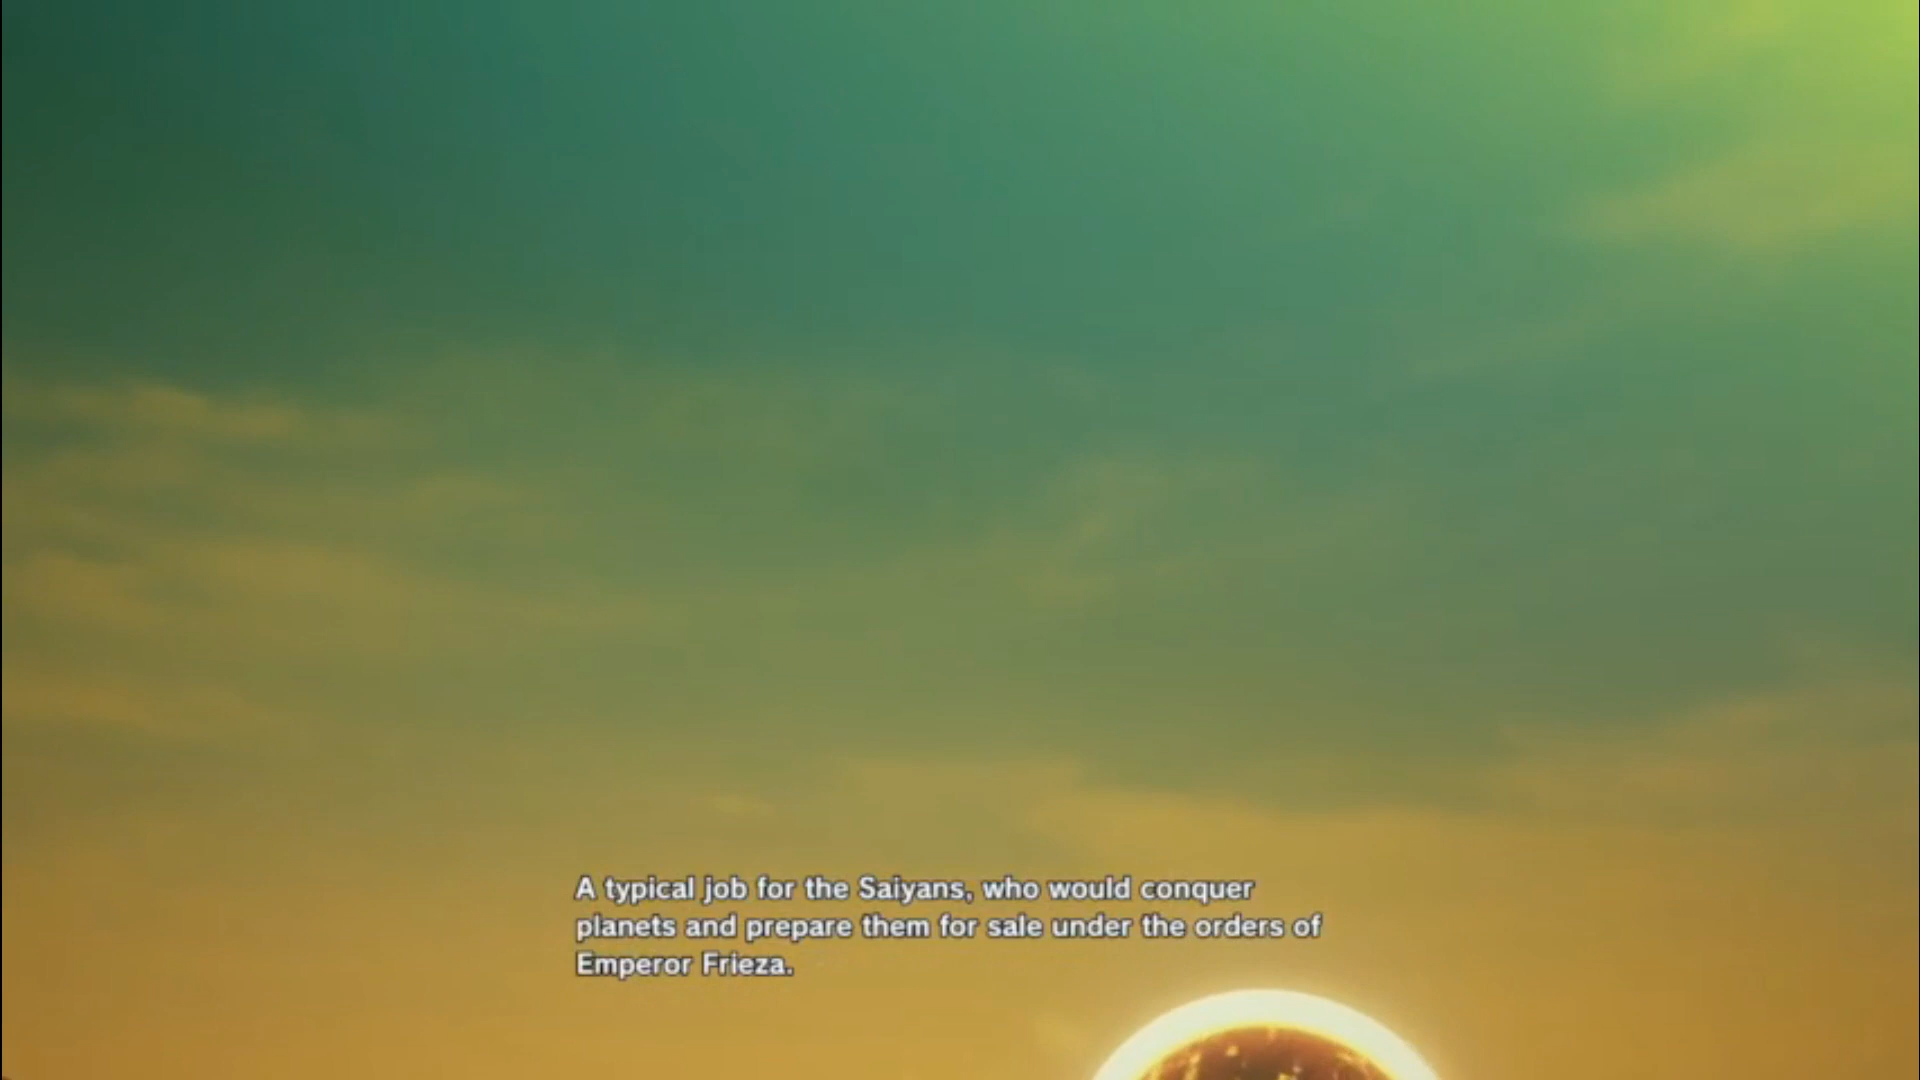 A typical job for the Saiyans, who would conquer
planets and prepare them for sale under the orders of
Emperor Frieza.